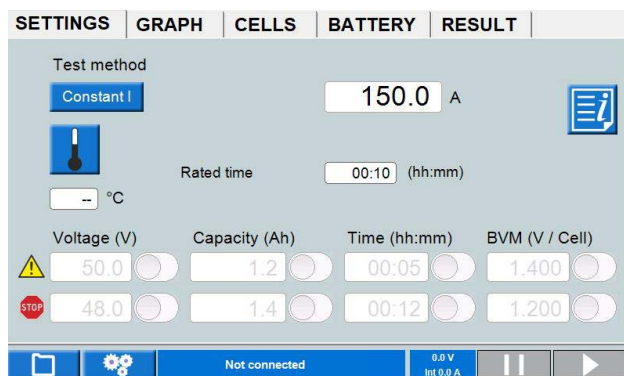 SETTINGS GRAPH CELLS BATTERY RESULT
Test method
Constant I 150.0 A
i
Rated time 00:10 (hh:mm)
-- °C
Voltage (V) Capacity (Ah) Time (hh:mm) BVM (V / Cell)
50.0 1.2 00:05 1.400
STOP 48.0 1.4 00:12 1.200
Not connected 0.0 V
Int 0.0 A